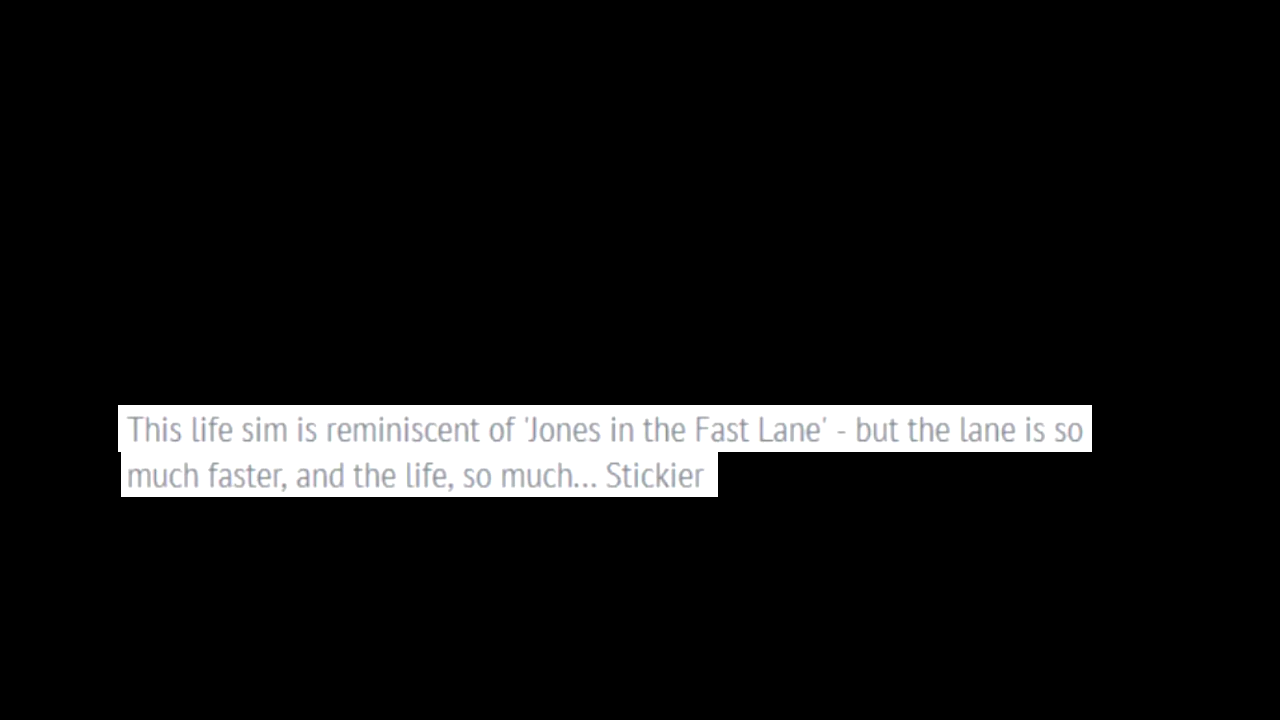 This life sim is reminiscent of 'Jones in the Fast Lane' - but the lane is so
much faster, and the life, so much... Stickier